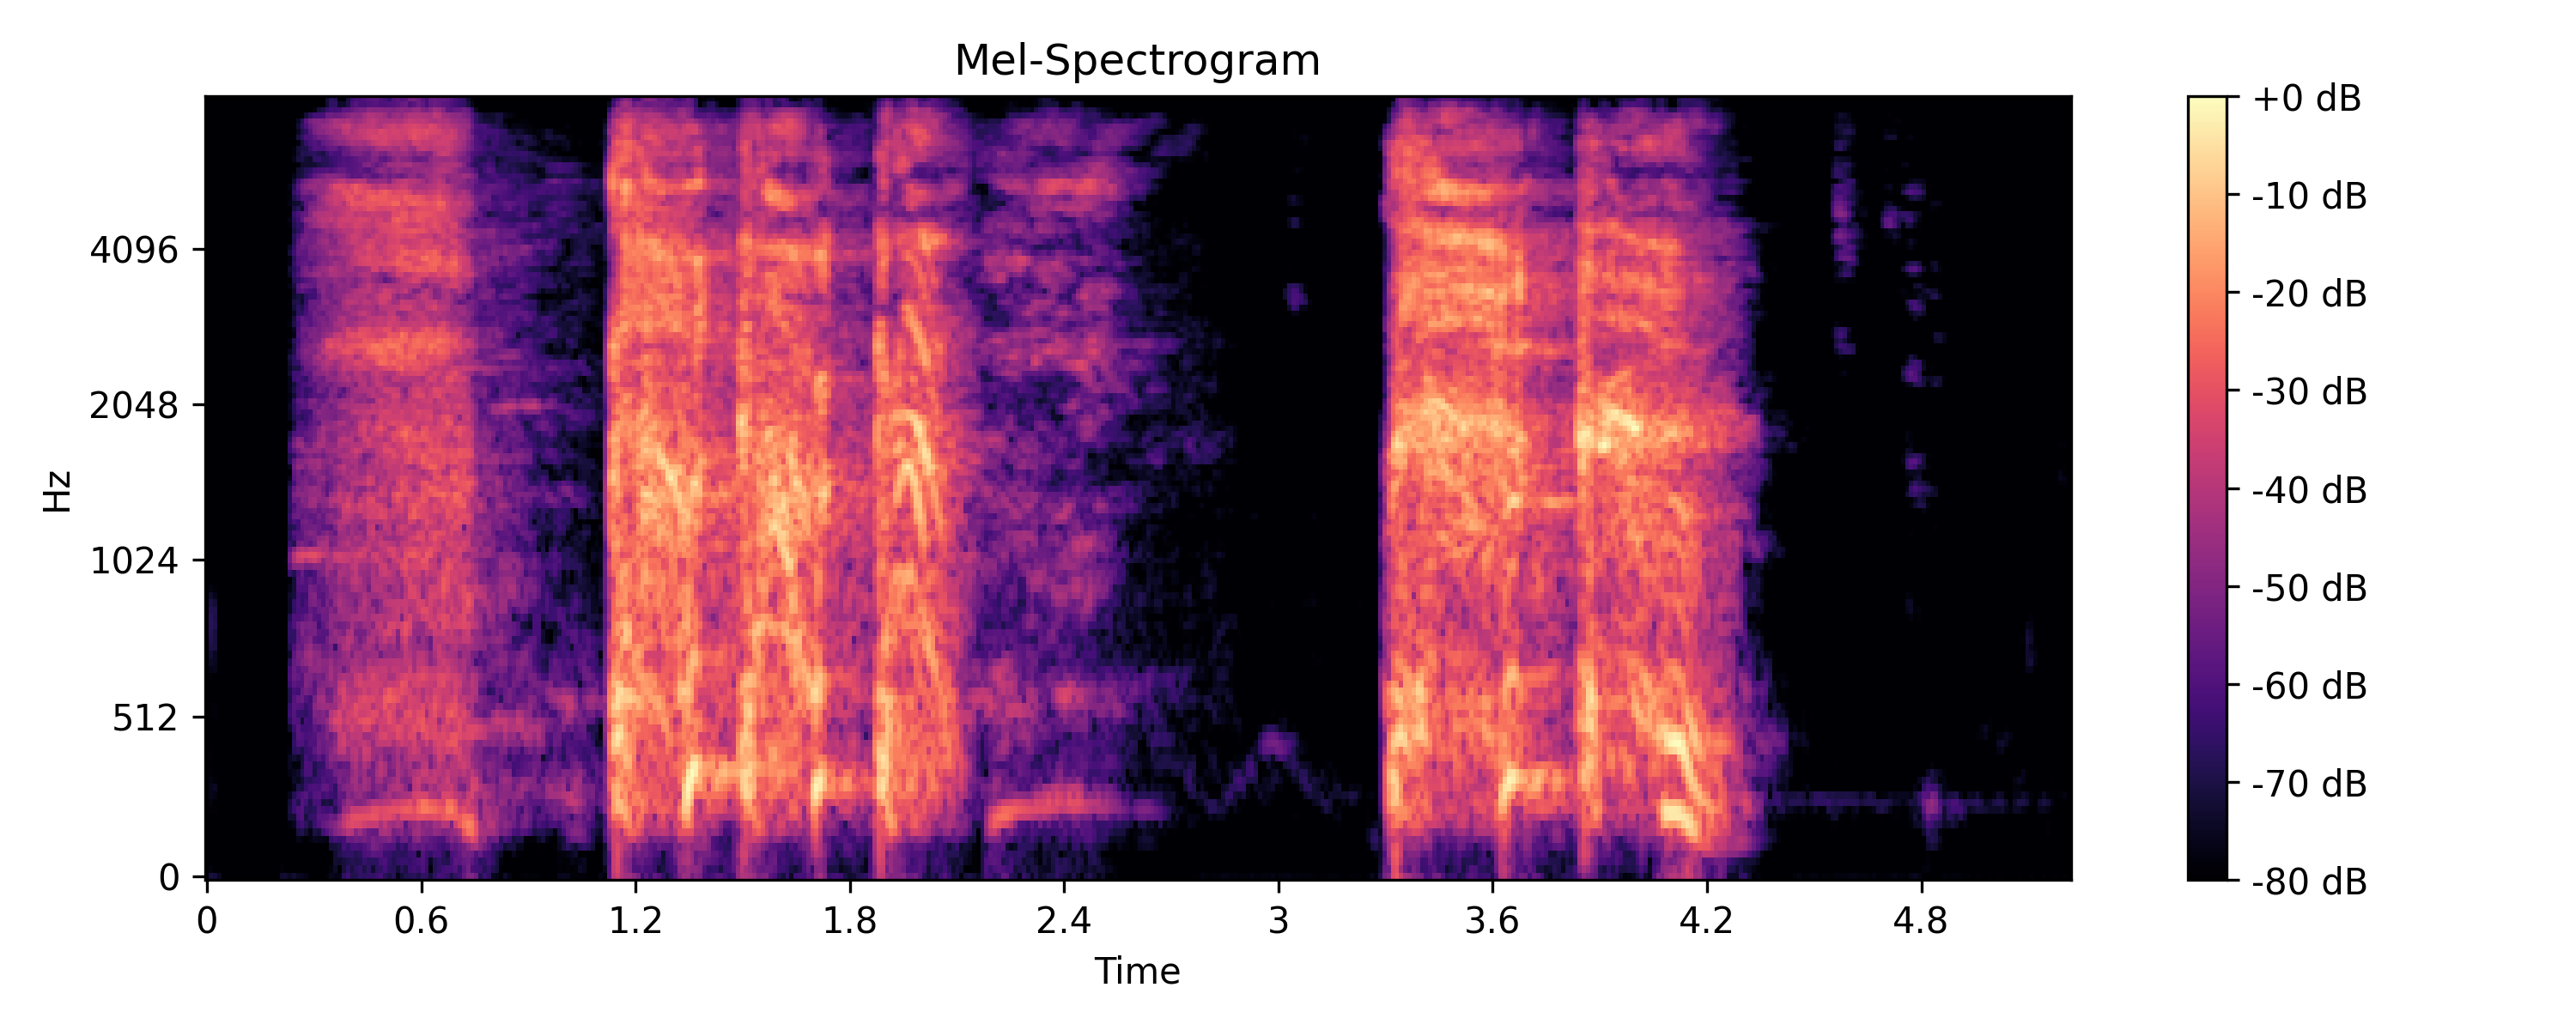 Mel-Spectrogram
+0 dB
-10 dB
-20 dB
-30 dB
-40 dB
-50 dB
-60 dB
-70 dB
-80 dB
4096
2048
1024
512
0
Hz
0 0.6 1.2 1.8 2.4 3 3.6 4.2 4.8
Time